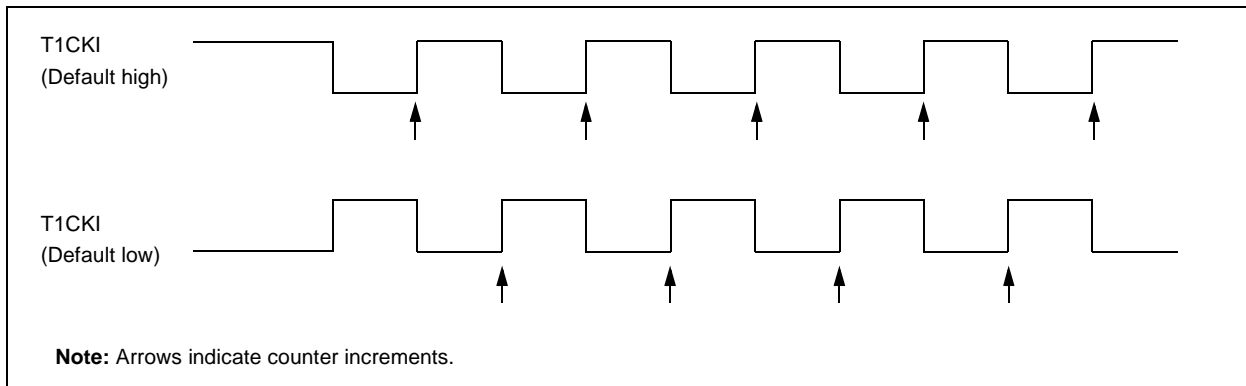 T1CKI
(Default high)
T1CKI
(Default low)
Note: Arrows indicate counter increments.